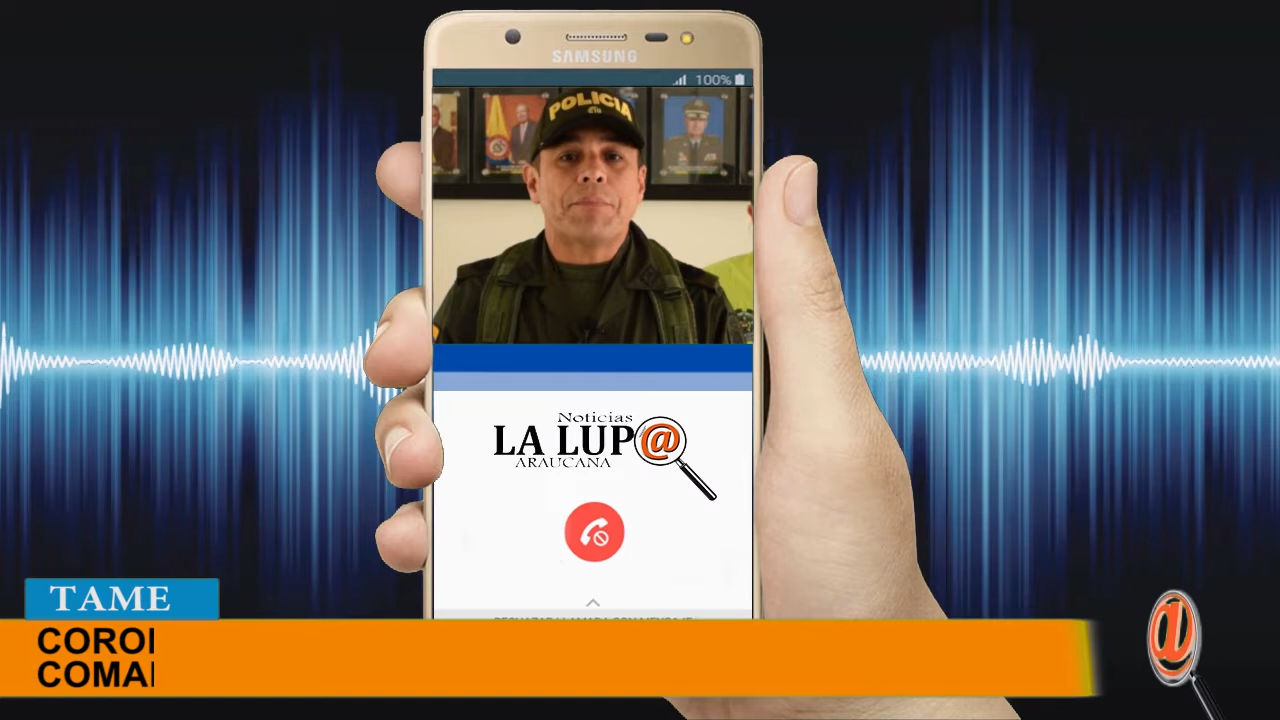 SAMSUNG
100%
POLICIA
Noticias
LA LUP@
ARAUCANA
TAME
COROI
COMAI
@